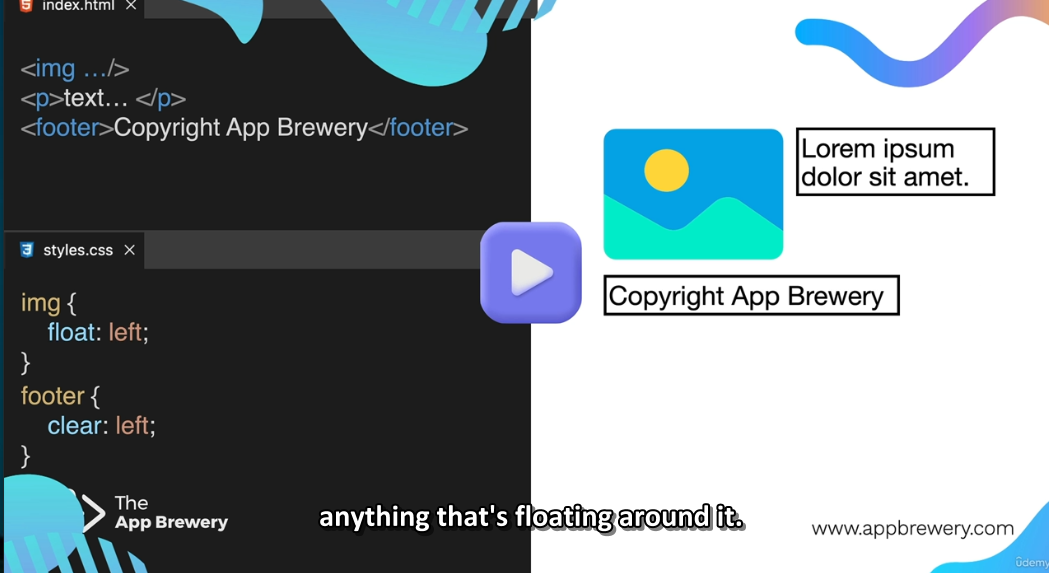 index.html ×
<img .../>
<p>text... </p>
<footer>Copyright App Brewery</footer>
styles.css ×
img {
float: left;
}
footer {
clear: left;
}
Lorem ipsum
dolor sit amet.
Copyright App Brewery
The
App Brewery
anything that's floating around it.
www.appbrewery.com
ûdemy